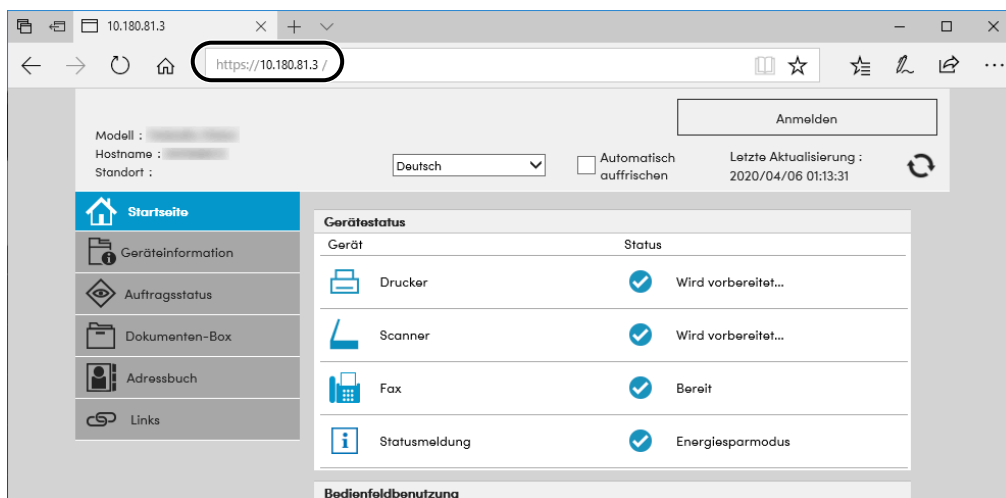 10.180.81.3
https://10.180.81.3 /
Anmelden
Modell :
Hostname :
Standort :
Deutsch
Automatisch
auffrischen
Letzte Aktualisierung :
2020/04/06 01:13:31
Startseite
Geräteinformation
Auftragsstatus
Dokumenten-Box
Adressbuch
Links
Gerätestatus
Gerät Status
Drucker Wird vorbereitet...
Scanner Wird vorbereitet...
Fax Bereit
Statusmeldung Energiesparmodus
Bedienfeldbenutzung